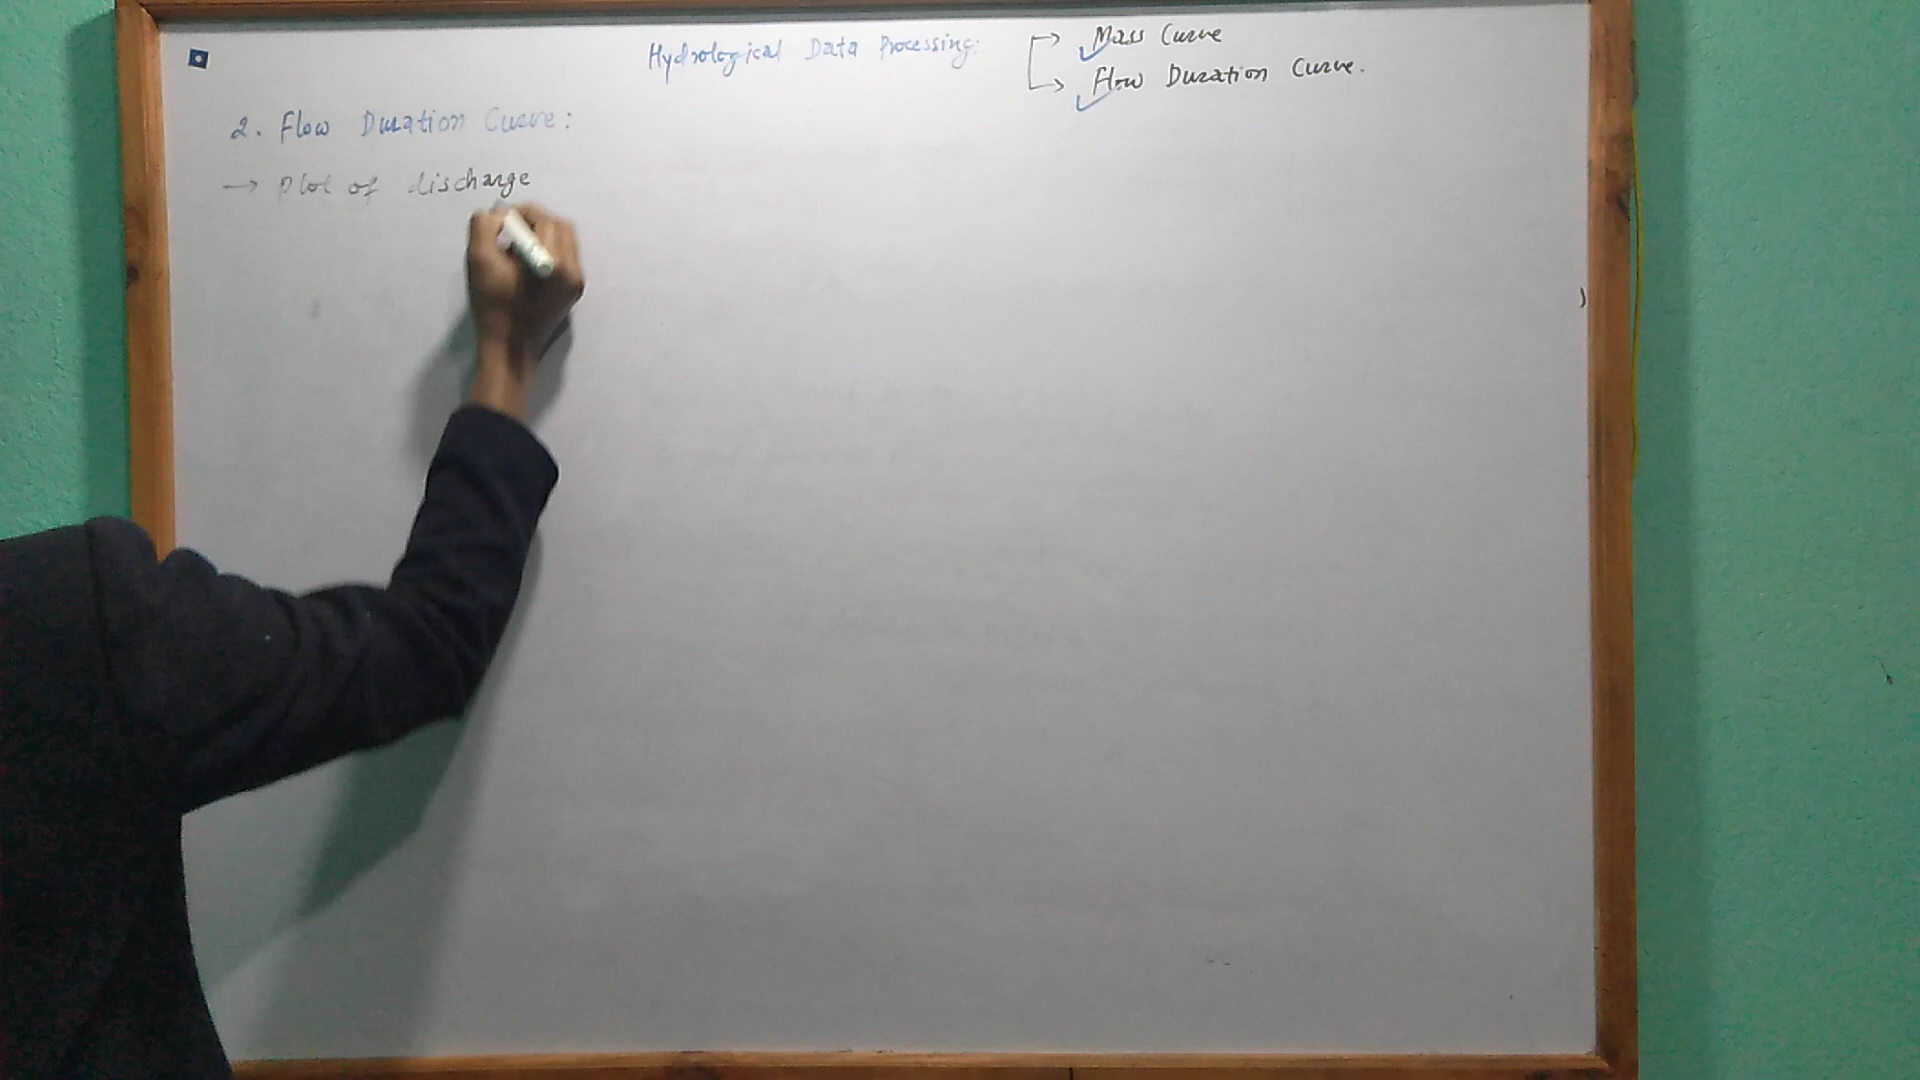 Hydrological Data Processing:
→ Mass Curve
→ Flow Duration Curve.
2. Flow Duration Curve:
→ Plot of discharge